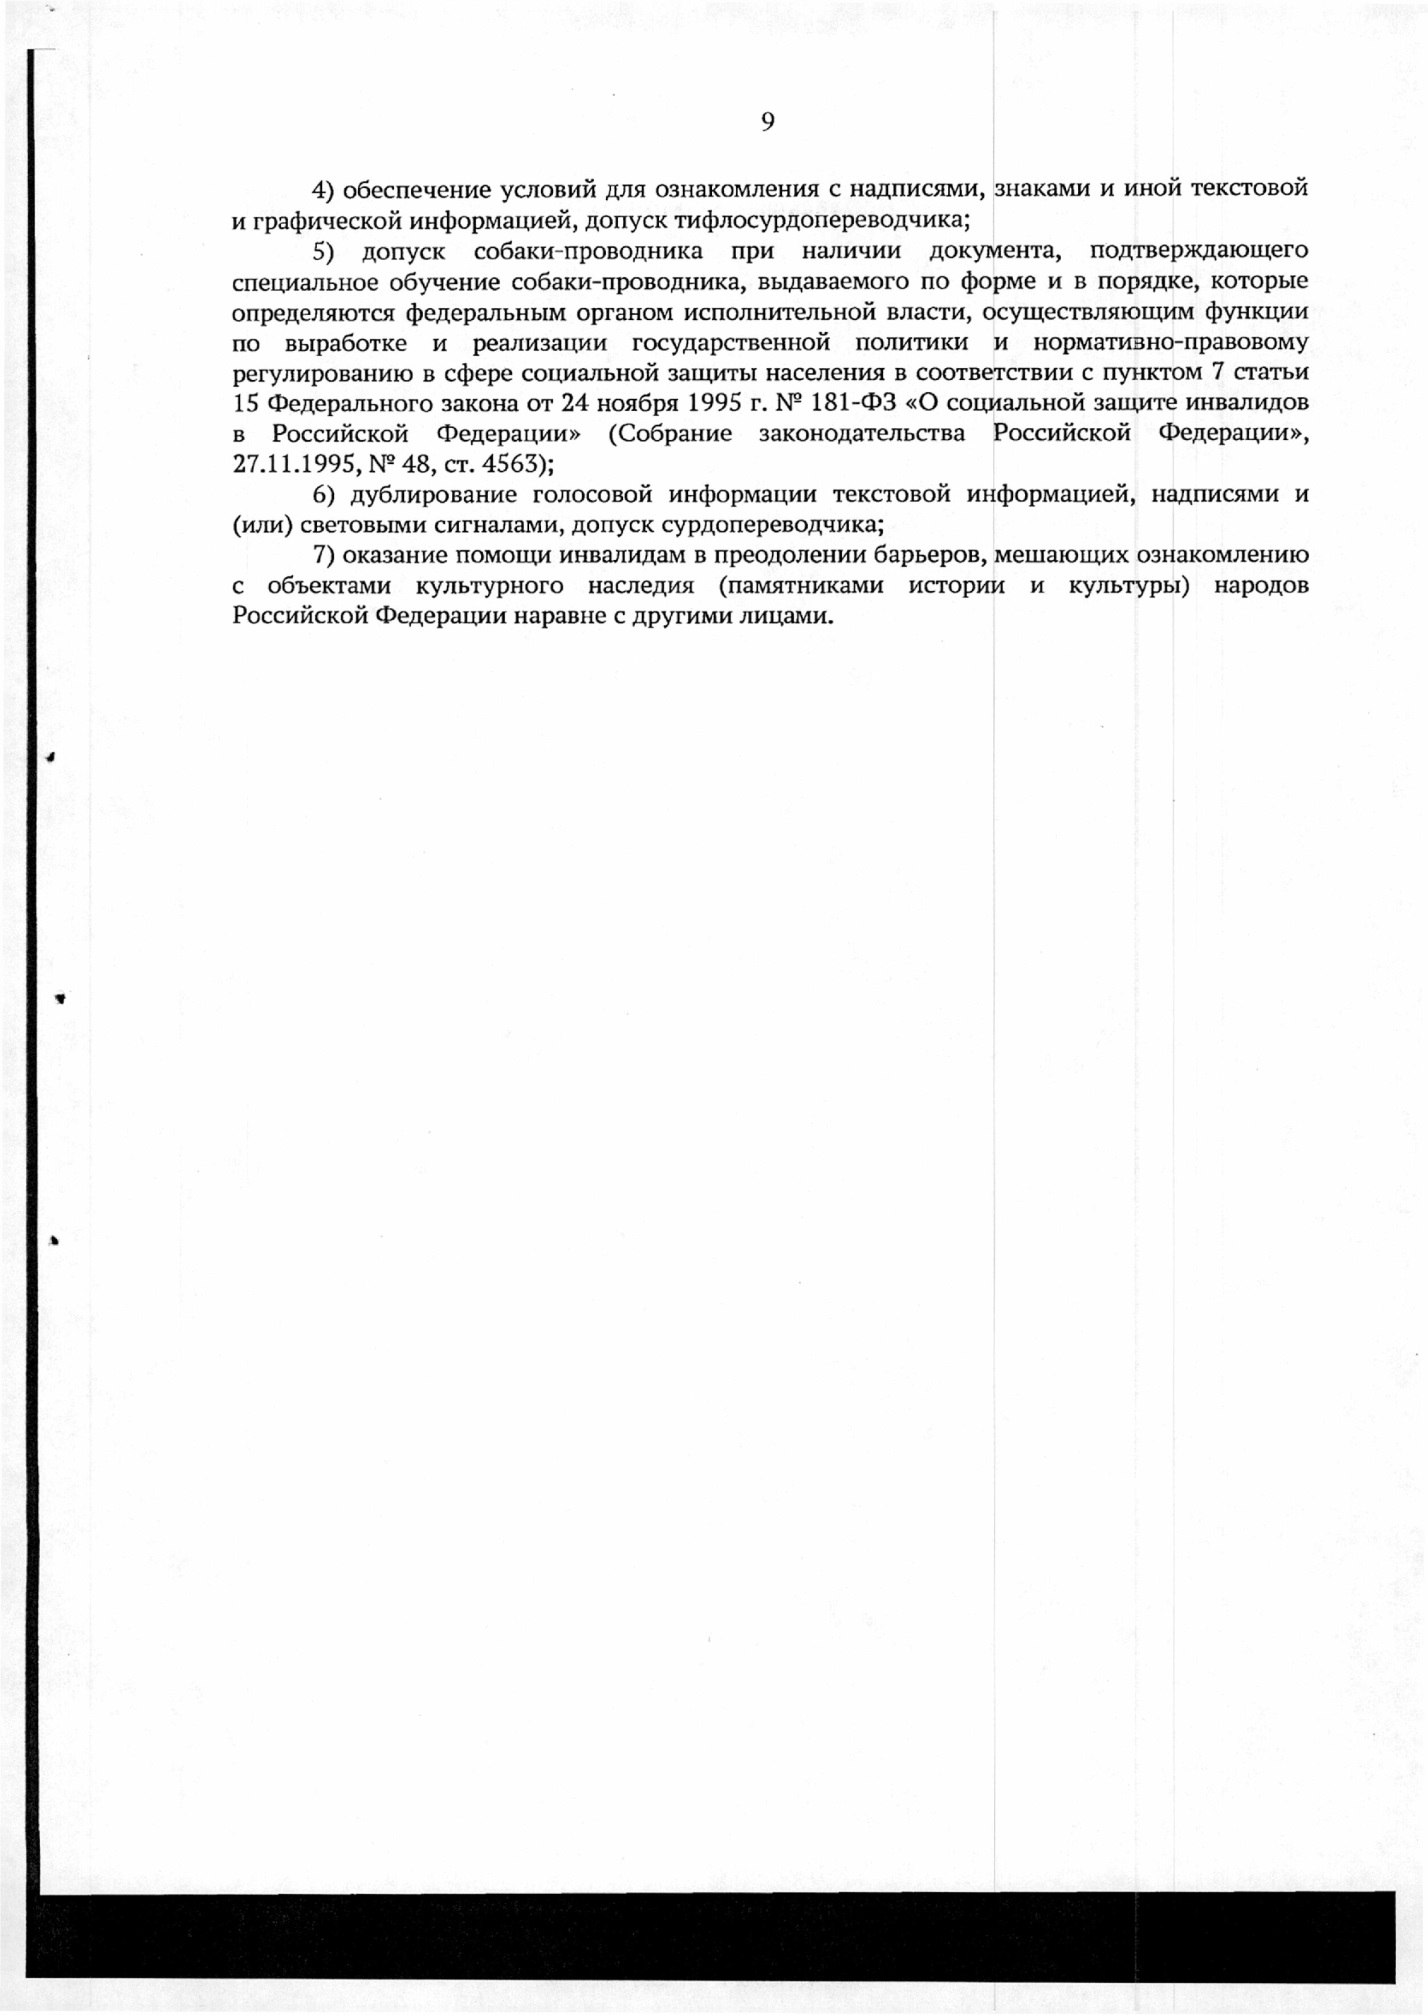 9
4) обеспечение условий для ознакомления с надписями, знаками и иной текстовой
и графической информацией, допуск тифлосурдопереводчика;
5) допуск собаки-проводника при наличии документа, подтверждающего
специальное обучение собаки-проводника, выдаваемого по форме и в порядке, которые
определяются федеральным органом исполнительной власти, осуществляющим функции
по выработке и реализации государственной политики и нормативно-правовому
регулированию в сфере социальной защиты населения в соответствии с пунктом 7 статьи
15 Федерального закона от 24 ноября 1995 г. № 181-ФЗ «О социальной защите инвалидов
в Российской Федерации» (Собрание законодательства Российской Федерации»,
27.11.1995, № 48, ст. 4563);
6) дублирование голосовой информации текстовой информацией, надписями и
(или) световыми сигналами, допуск сурдопереводчика;
7) оказание помощи инвалидам в преодолении барьеров, мешающих ознакомлению
с объектами культурного наследия (памятниками истории и культуры) народов
Российской Федерации наравне с другими лицами.